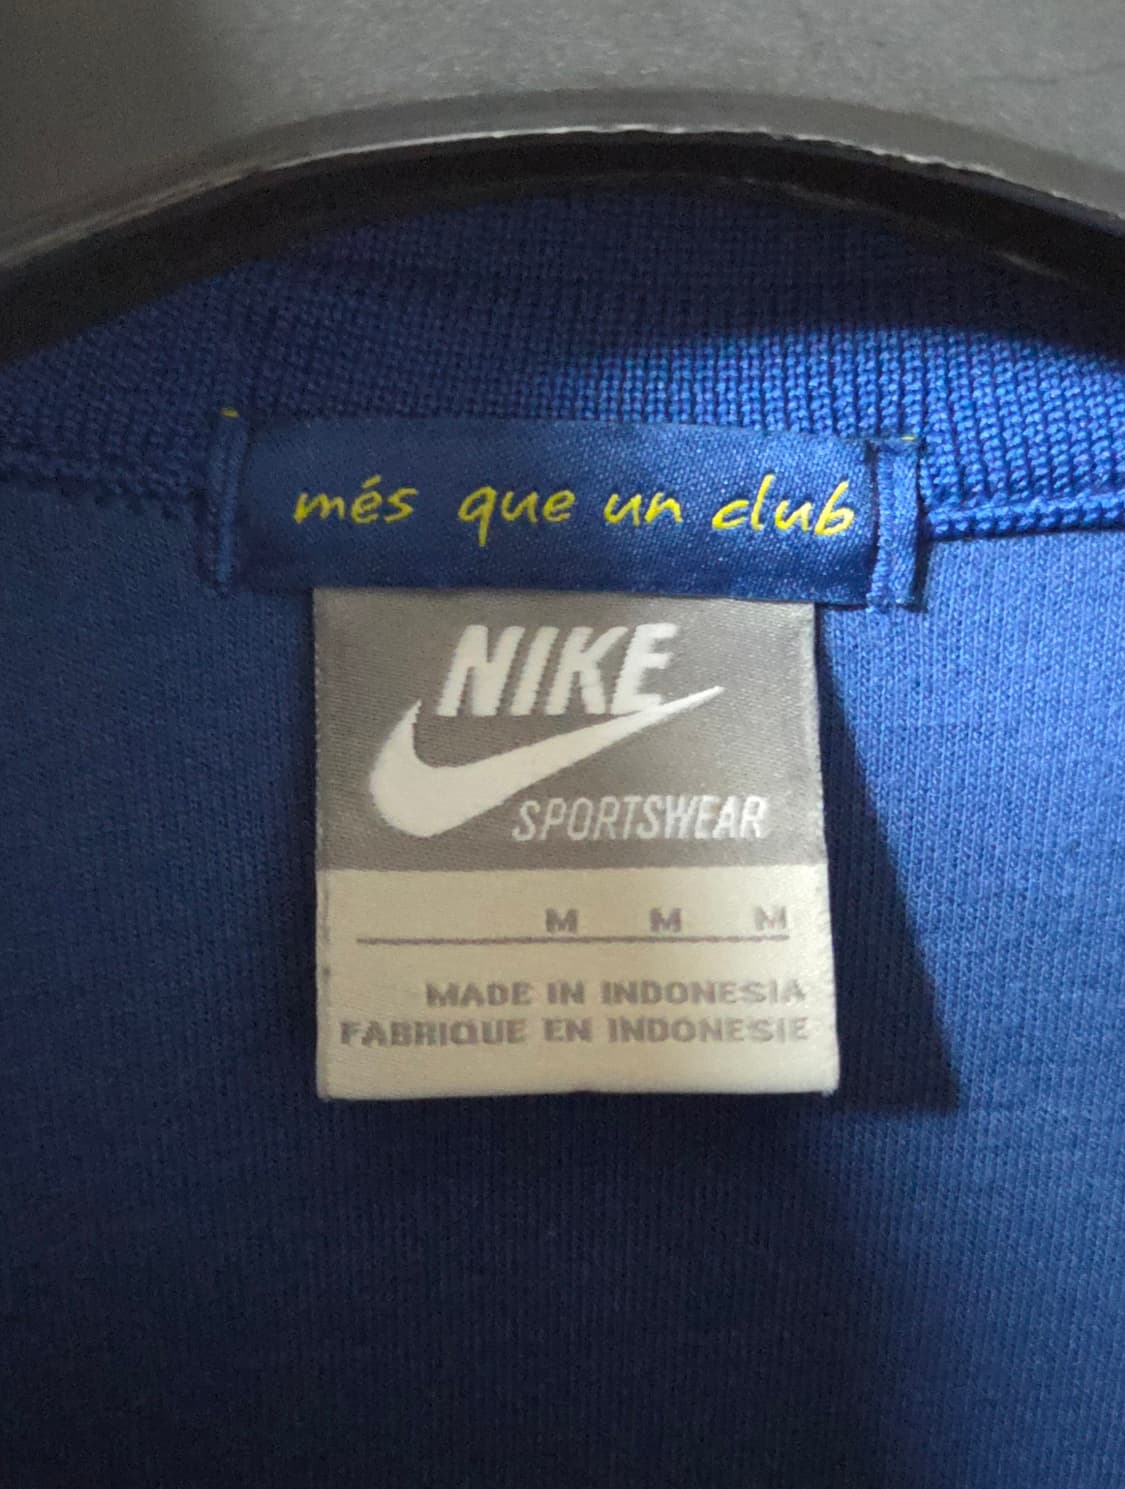 més que un club
NIKE
SPORTSWEAR
M M M
MADE IN INDONESIA
FABRIQUE EN INDONESIE